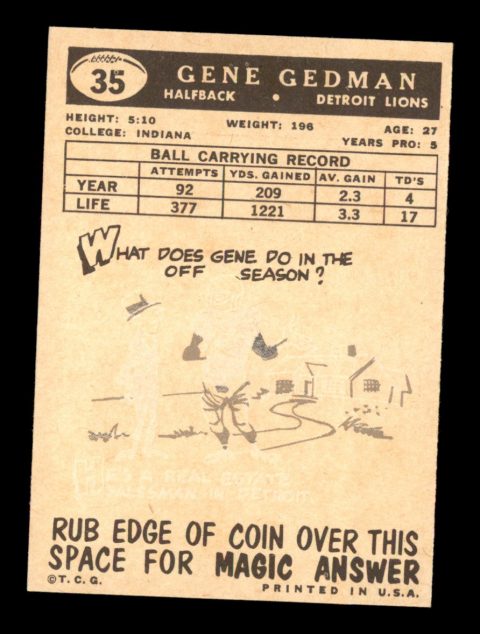 35
GENE GEDMAN
HALFBACK • DETROIT LIONS
HEIGHT: 5:10 WEIGHT: 196 AGE: 27
COLLEGE: INDIANA YEARS PRO: 5
BALL CARRYING RECORD
ATTEMPTS YDS. GAINED AV. GAIN TD'S
YEAR 92 209 2.3 4
LIFE 377 1221 3.3 17
WHAT DOES GENE DO IN THE
OFF SEASON?
HE'S A REAL ESTATE
SALESMAN IN DETROIT.
RUB EDGE OF COIN OVER THIS
SPACE FOR MAGIC ANSWER
©T.C.G.
PRINTED IN U.S.A.